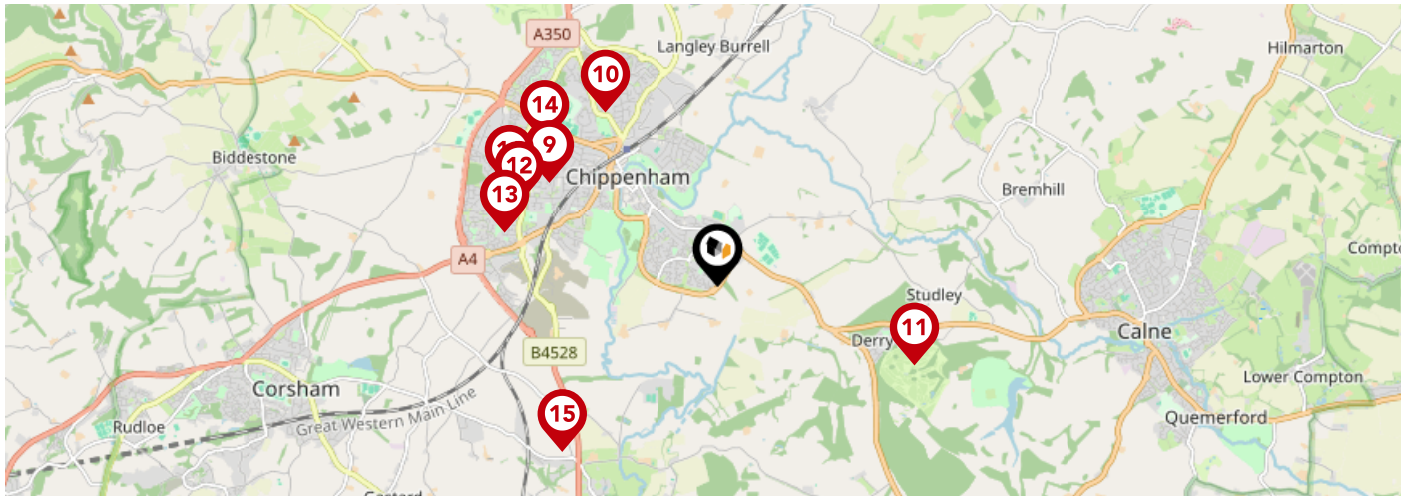 A350
Langley Burrell
Hilmarton
10
14
9
12
13
Biddestone
Chippenham
Bremhill
A4
Studley
11
Derry
Calne
B4528
Corsham
Lower Compton
15
Great Western Main Line
Rudloe
Quemerford